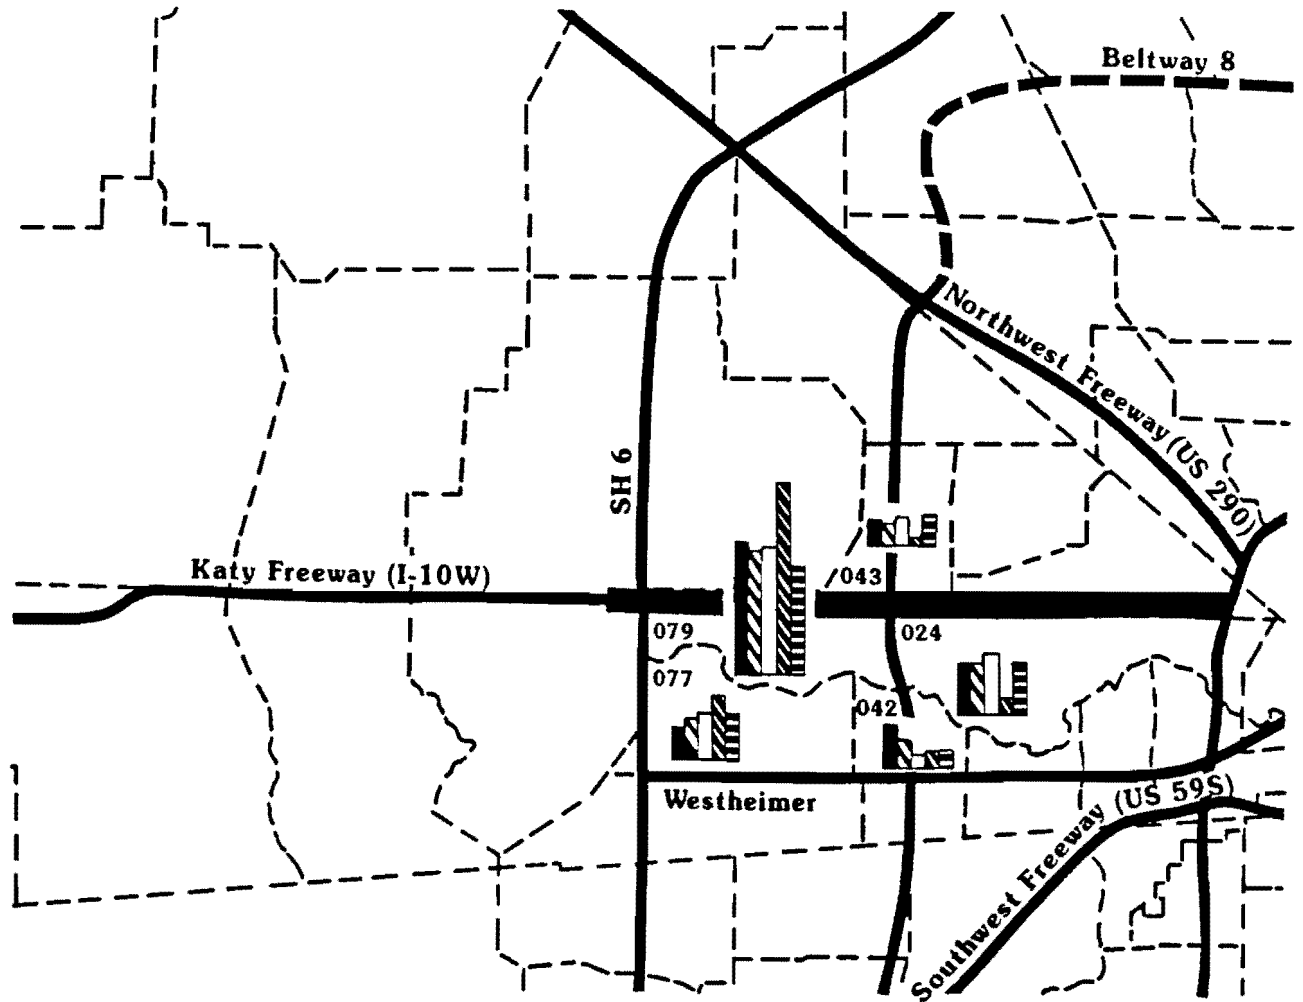 Beltway 8
Northwest Freeway (US 290)
SH 6
Katy Freeway (I-10W)
043
079
024
077
042
Westheimer
Southwest Freeway (US 59S)